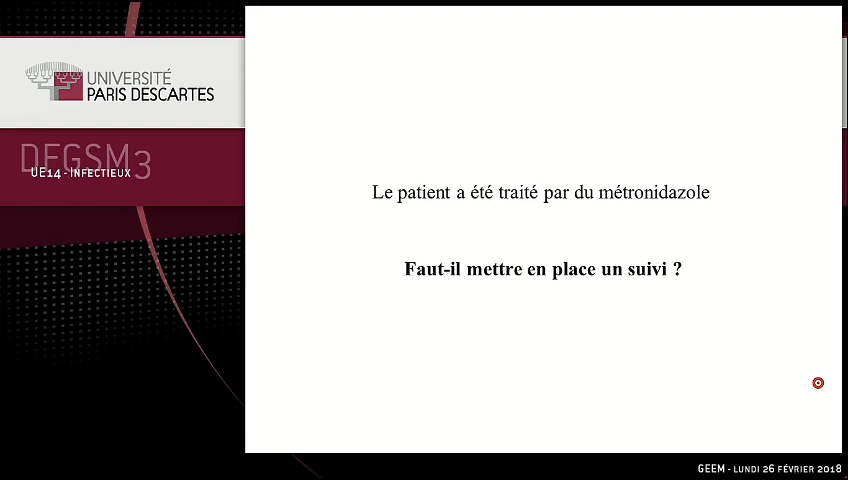 UNIVERSITÉ
PARIS DESCARTES
DFGSM3
UE14 - INFECTIEUX
Le patient a été traité par du métronidazole
Faut-il mettre en place un suivi ?
GEEM - LUNDI 26 FÉVRIER 2018